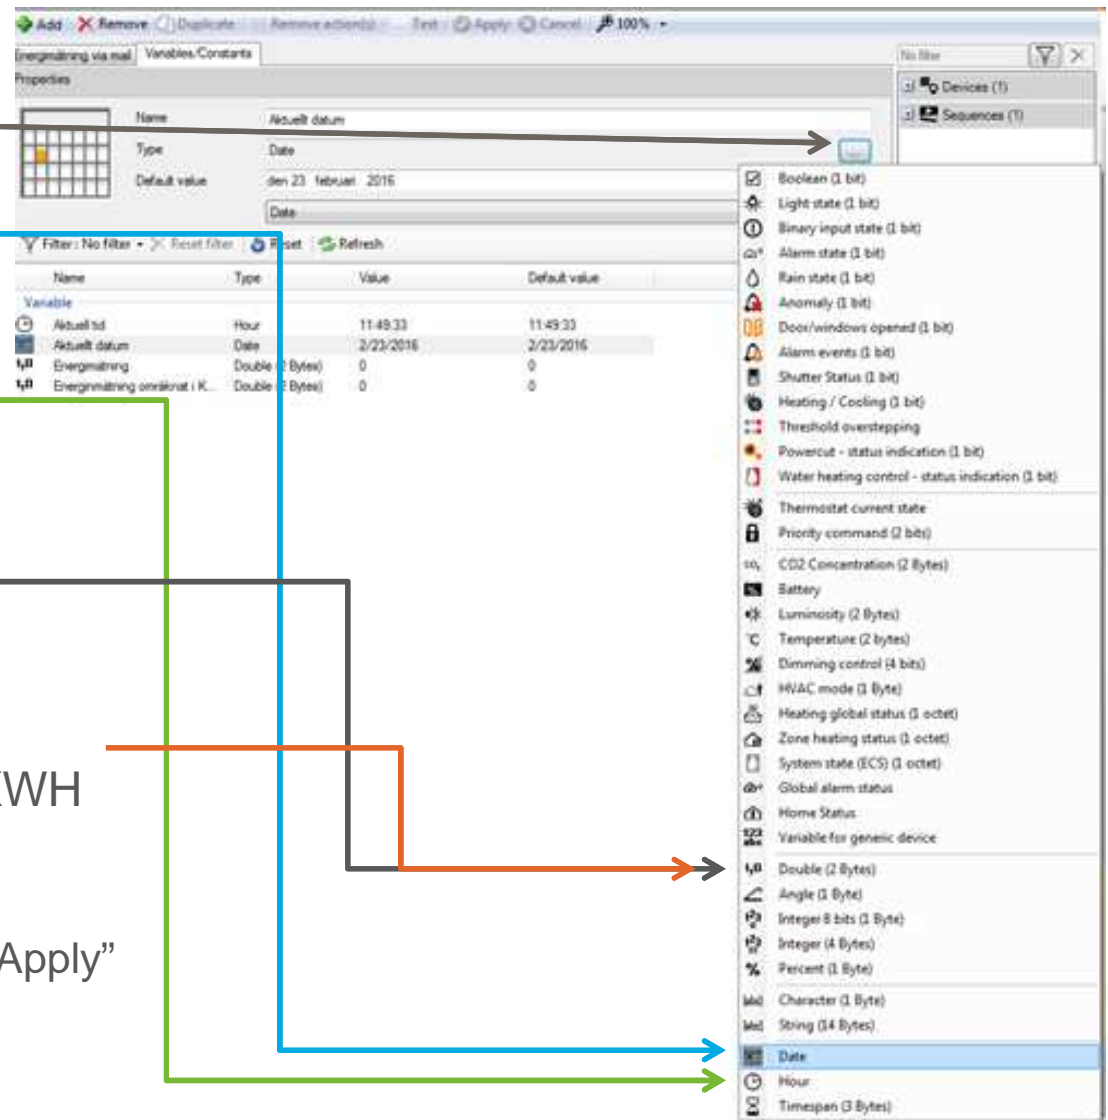 Add Remove Duplicate Remove action(s) Test Apply Cancel 100%
Energimätning via mail Variables/Constants
No filter
Properties
Devices (1)
Sequences (1)
Name Aktuellt datum
Type Date
...
Default value den 23 februari 2016
Date
Filter : No filter Reset filter Reset Refresh
Name Type Value Default value
Variable
Aktuell tid Hour 11:49:33 11:49:33
Aktuellt datum Date 2/23/2016 2/23/2016
1,0 Energimätning Double (2 Bytes) 0 0
1,0 Energinmätning omräknat i K... Double (2 Bytes) 0 0
Boolean (1 bit)
Light state (1 bit)
Binary input state (1 bit)
Alarm state (1 bit)
Rain state (1 bit)
Anomaly (1 bit)
Door/windows opened (1 bit)
Alarm events (1 bit)
Shutter Status (1 bit)
Heating / Cooling (1 bit)
Threshold overstepping
Powercut - status indication (1 bit)
Water heating control - status indication (1 bit)
Thermostat current state
Priority command (2 bits)
CO2 Concentration (2 Bytes)
Battery
Luminosity (2 Bytes)
°C Temperature (2 bytes)
Dimming control (4 bits)
HVAC mode (1 Byte)
Heating global status (1 octet)
Zone heating status (1 octet)
System state (ECS) (1 octet)
Global alarm status
Home Status
Variable for generic device
1,0 Double (2 Bytes)
Angle (1 Byte)
Integer 8 bits (1 Byte)
Integer (4 Bytes)
% Percent (1 Byte)
Character (1 Byte)
String (14 Bytes)
Date
Hour
Timespan (3 Bytes)
KWH
Apply”